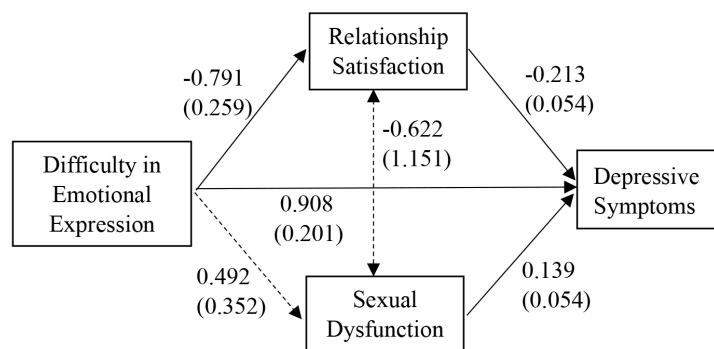 Relationship
Satisfaction
-0.791
(0.259)
-0.213
(0.054)
-0.622
(1.151)
Difficulty in
Emotional
Expression
Depressive
Symptoms
0.908
(0.201)
0.492
(0.352)
0.139
(0.054)
Sexual
Dysfunction